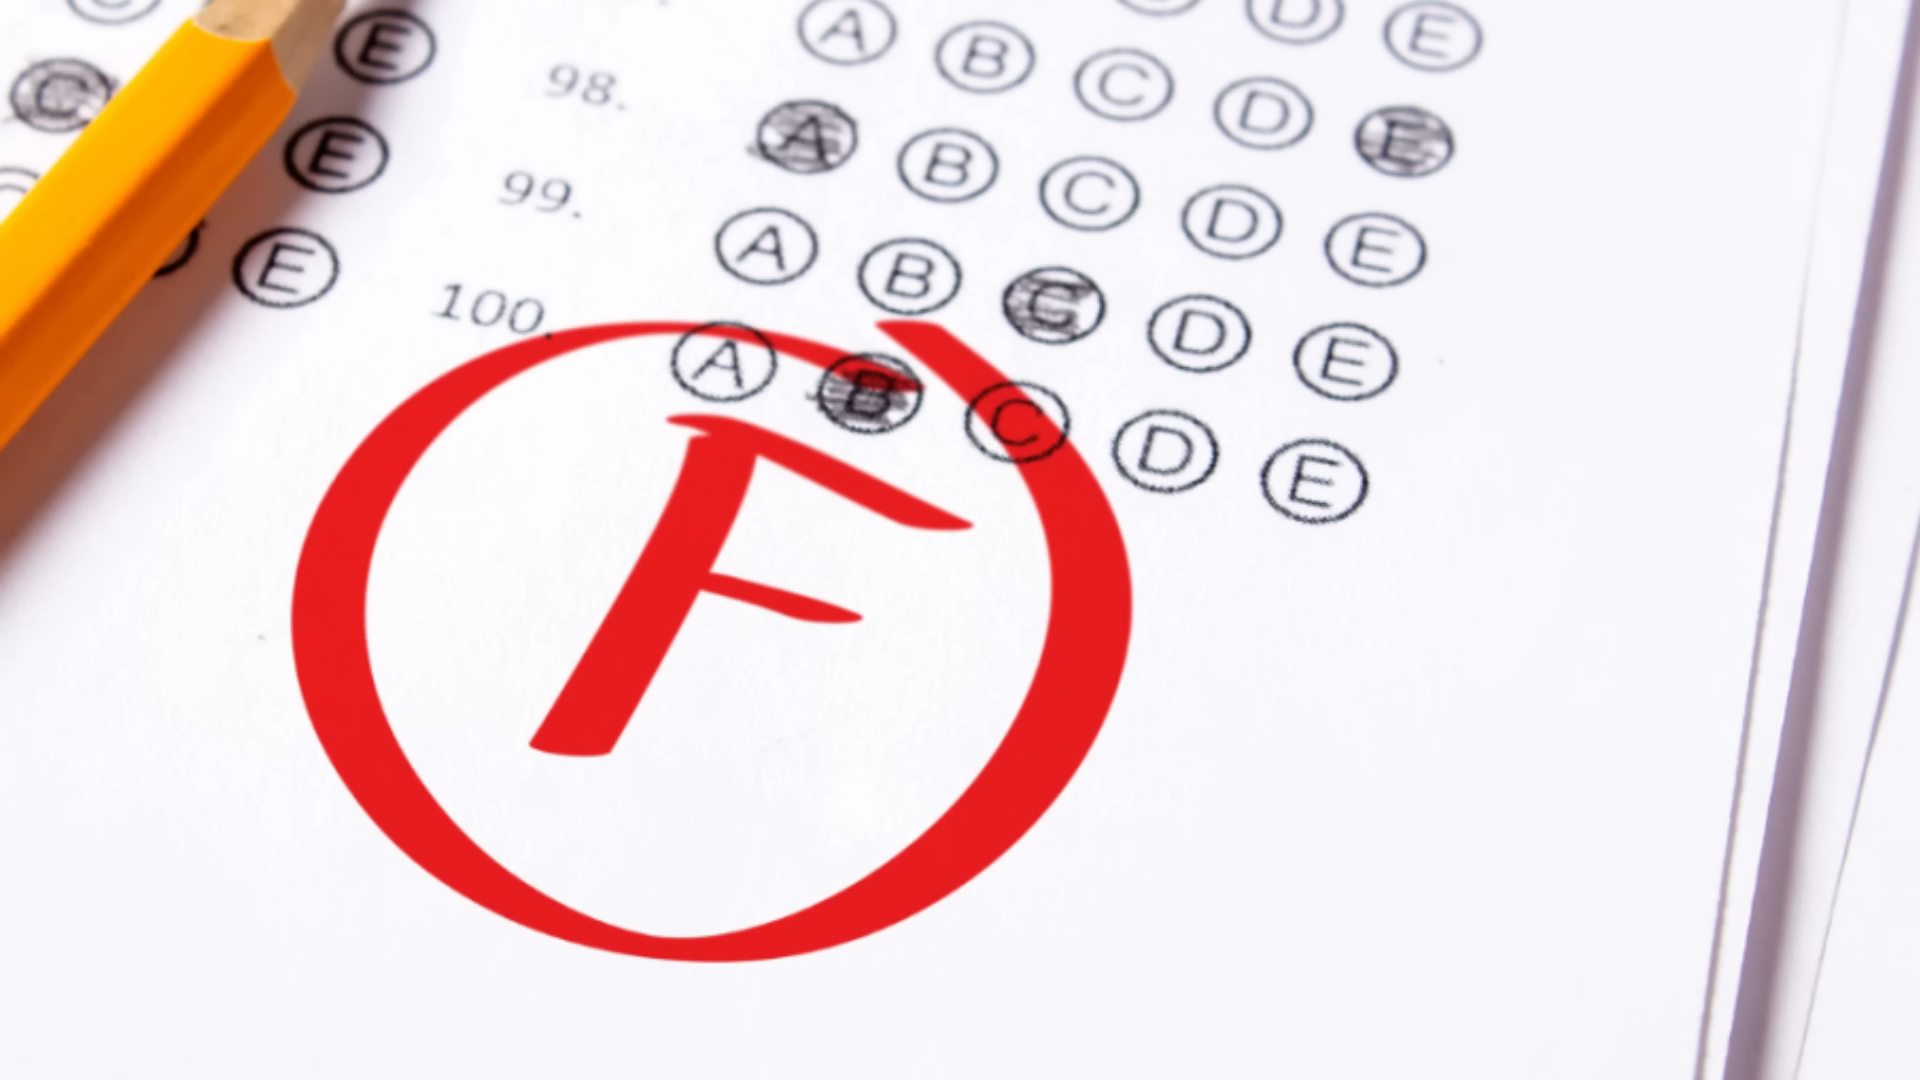 D E
A B C D E
E 98. A B C D E
C E 99. A B C D E
E 100. A B C D E
F